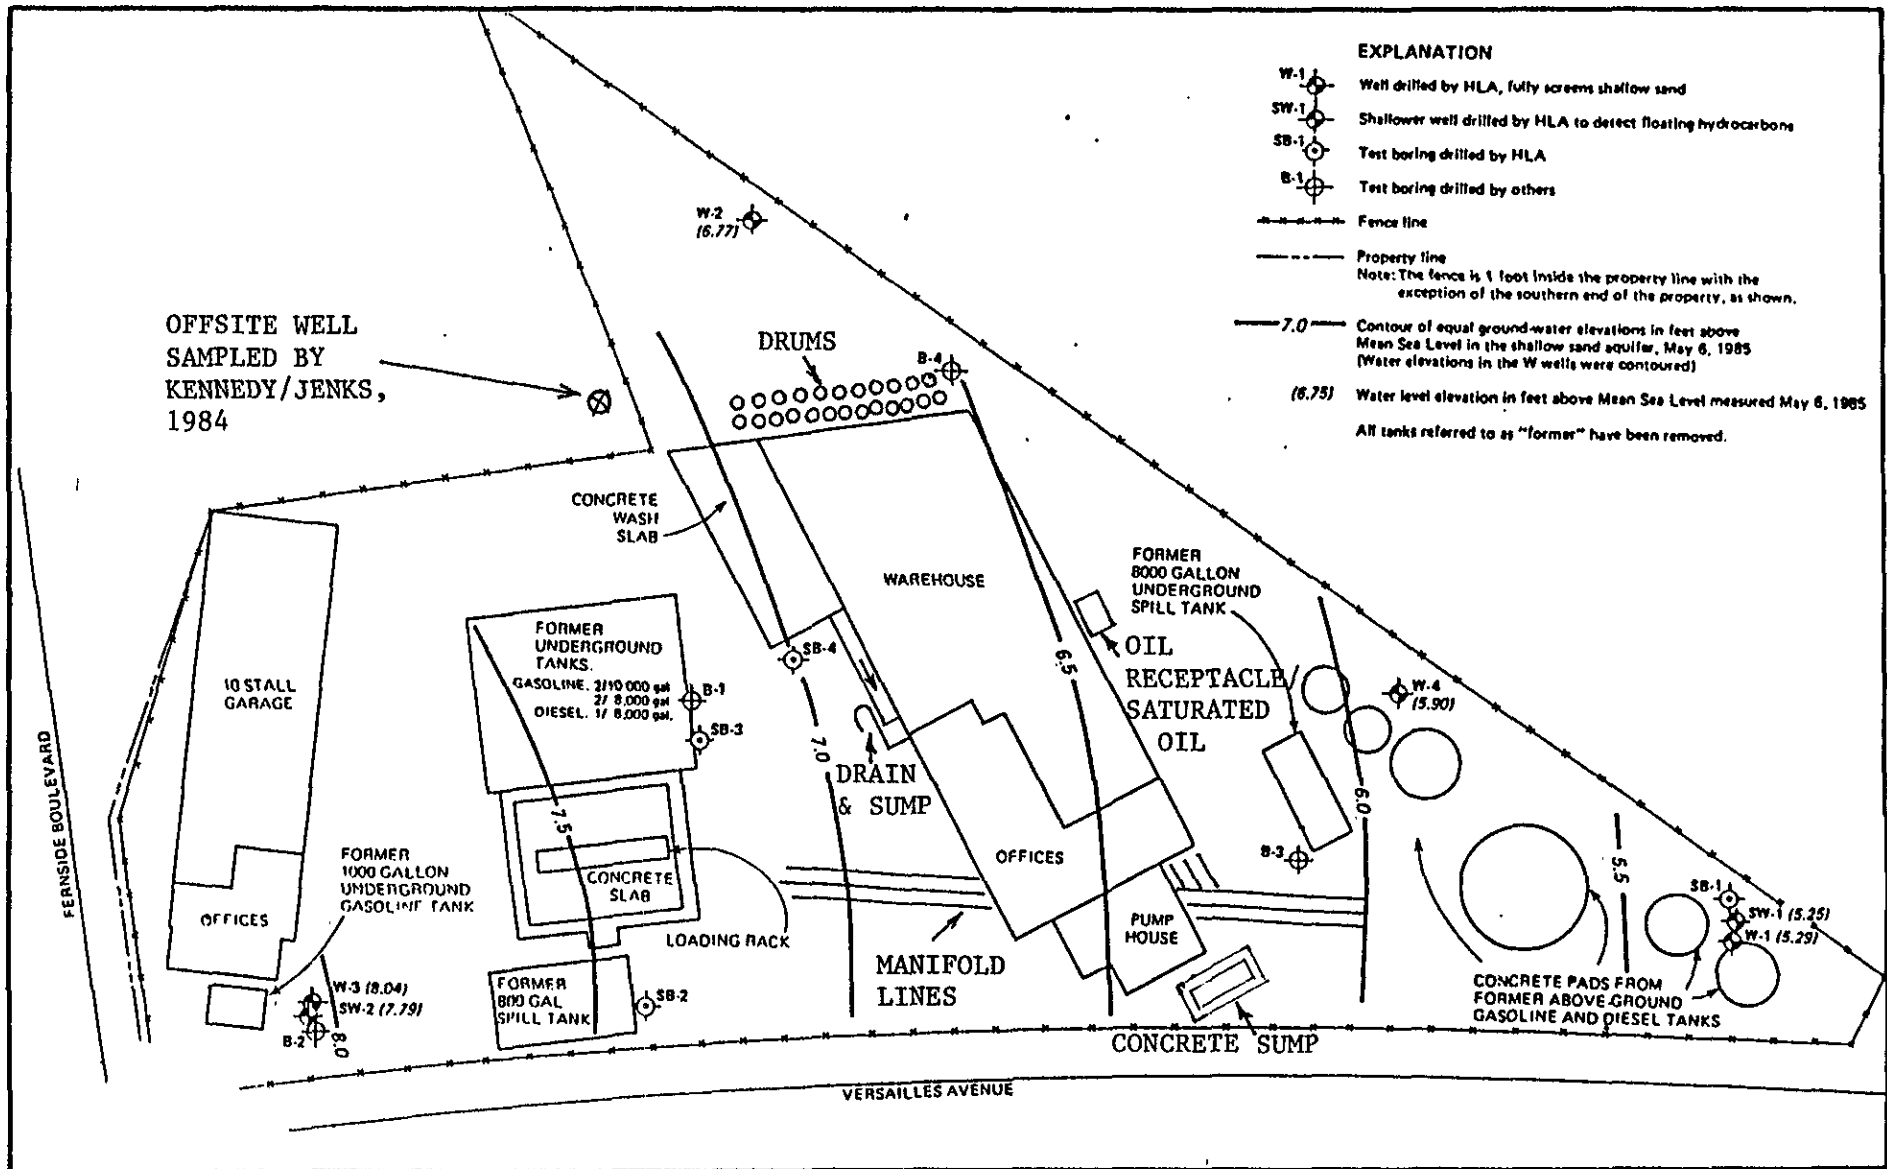 EXPLANATION
W-1
Well drilled by HLA, fully screens shallow sand
SW-1
Shallower well drilled by HLA to detect floating hydrocarbons
SB-1
Test boring drilled by HLA
B-1
Test boring drilled by others
Fence line
Property line
Note: The fence is 1 foot inside the property line with the
exception of the southern end of the property, as shown.
7.0
Contour of equal ground-water elevations in feet above
Mean Sea Level in the shallow sand aquifer, May 6, 1985
(Water elevations in the W wells were contoured)
(6.75)
Water level elevation in feet above Mean Sea Level measured May 6, 1985
All tanks referred to as "former" have been removed.
W-2
(6.77)
OFFSITE WELL
SAMPLED BY
KENNEDY/JENKS,
1984
DRUMS
B-4
CONCRETE
WASH
SLAB
WAREHOUSE
FORMER
8000 GALLON
UNDERGROUND
SPILL TANK
OIL
RECEPTACLE/
SATURATED
OIL
6.5
W-4
(5.90)
10 STALL
GARAGE
FORMER
UNDERGROUND
TANKS.
GASOLINE. 2/10 000 gal
2/ 8,000 gal.
DIESEL. 1/ 8,000 gal.
B-1
SB-3
SB-4
7.0
DRAIN
& SUMP
6.0
7.5
B-3
5.5
FERNSIDE BOULEVARD
FORMER
1000 GALLON
UNDERGROUND
GASOLINE TANK
OFFICES
CONCRETE
SLAB
LOADING RACK
OFFICES
PUMP
HOUSE
SB-1
SW-1 (5.25)
W-1 (5.29)
MANIFOLD
LINES
CONCRETE PADS FROM
FORMER ABOVE-GROUND
GASOLINE AND DIESEL TANKS
W-3 (8.04)
SW-2 (7.79)
B-2
8.0
FORMER
800 GAL
SPILL TANK
SB-2
CONCRETE SUMP
VERSAILLES AVENUE